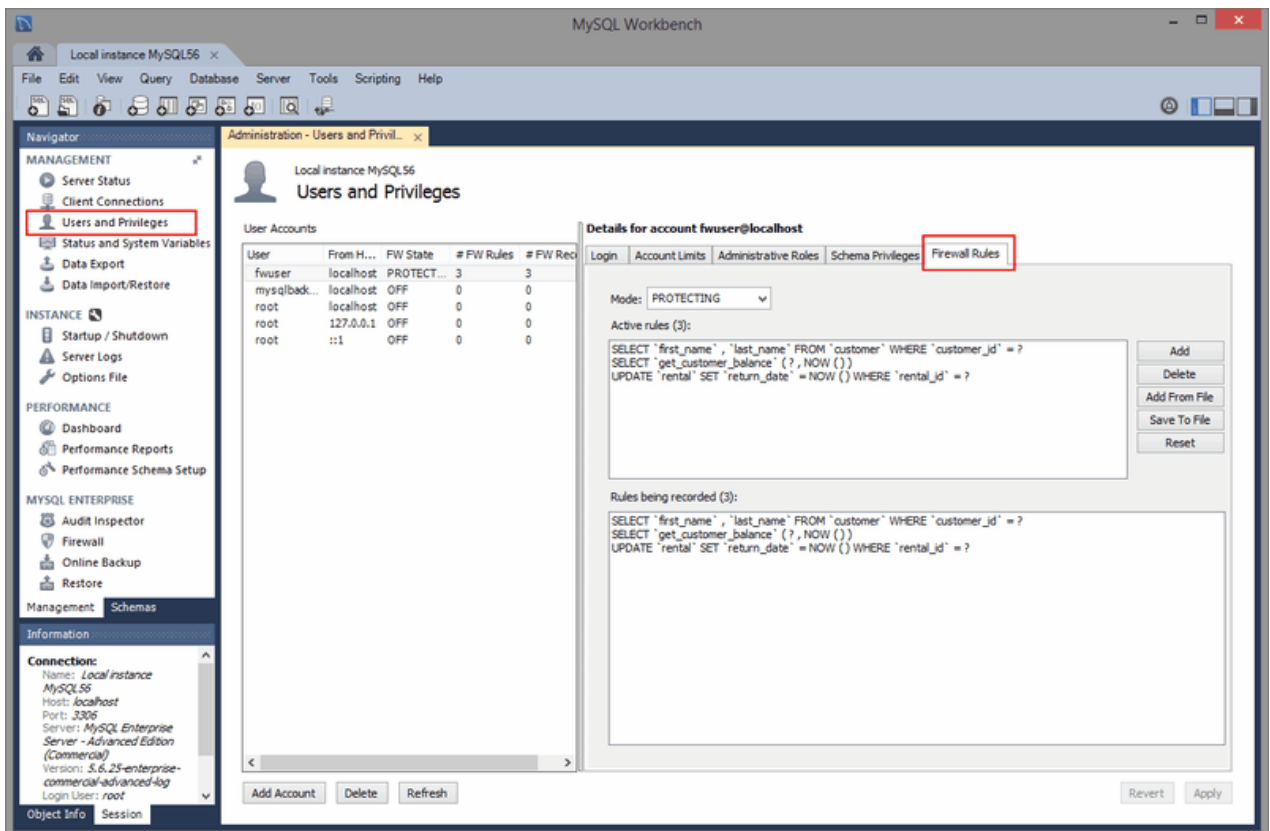 MySQL Workbench
Local instance MySQL56
File Edit View Query Database Server Tools Scripting Help
Navigator
MANAGEMENT
Server Status
Client Connections
Users and Privileges
Status and System Variables
Data Export
Data Import/Restore
INSTANCE
Startup / Shutdown
Server Logs
Options File
PERFORMANCE
Dashboard
Performance Reports
Performance Schema Setup
MYSQL ENTERPRISE
Audit Inspector
Firewall
Online Backup
Restore
Management Schemas
Information
Connection:
Name: Local instance
MySQL56
Host: localhost
Port: 3306
Server: MySQL Enterprise
Server - Advanced Edition
(Commercial)
Version: 5.6.25-enterprise-
commercial-advanced-log
Login User: root
Object Info Session
Administration - Users and Privil...
Local instance MySQL56
Users and Privileges
User Accounts
User From H... FW State # FW Rules # FW Rec
fwuser localhost PROTECT... 3 3
mysqlback... localhost OFF 0 0
root localhost OFF 0 0
root 127.0.0.1 OFF 0 0
root ::1 OFF 0 0
Add Account Delete Refresh
Details for account fwuser@localhost
Login Account Limits Administrative Roles Schema Privileges Firewall Rules
Mode: PROTECTING
Active rules (3):
SELECT `first_name` , `last_name` FROM `customer` WHERE `customer_id` = ?
SELECT `get_customer_balance` ( ? , NOW ( ) )
UPDATE `rental` SET `return_date` = NOW ( ) WHERE `rental_id` = ?
Add
Delete
Add From File
Save To File
Reset
Rules being recorded (3):
SELECT `first_name` , `last_name` FROM `customer` WHERE `customer_id` = ?
SELECT `get_customer_balance` ( ? , NOW ( ) )
UPDATE `rental` SET `return_date` = NOW ( ) WHERE `rental_id` = ?
Revert Apply